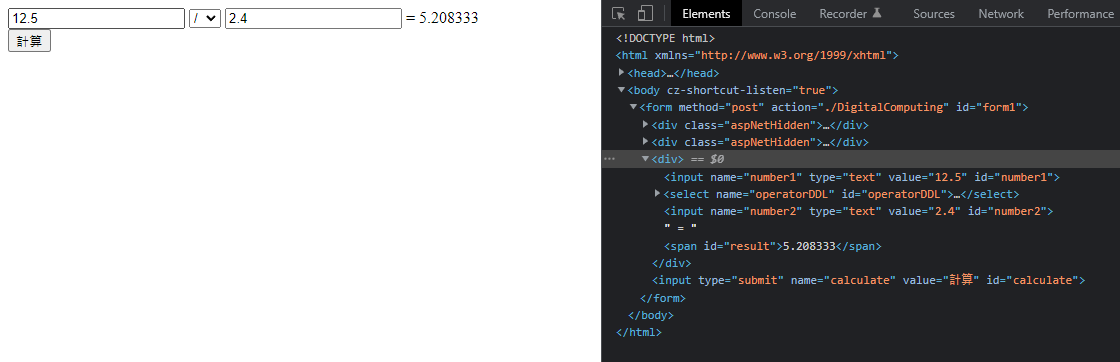 12.5 / 2.4 = 5.208333
計算
Elements Console Recorder Sources Network Performance
<!DOCTYPE html>
<html xmlns="http://www.w3.org/1999/xhtml">
<head>…</head>
<body cz-shortcut-listen="true">
<form method="post" action="./DigitalComputing" id="form1">
<div class="aspNetHidden">…</div>
<div class="aspNetHidden">…</div>
… <div> == $0
<input name="number1" type="text" value="12.5" id="number1">
<select name="operatorDDL" id="operatorDDL">…</select>
<input name="number2" type="text" value="2.4" id="number2">
" = "
<span id="result">5.208333</span>
</div>
<input type="submit" name="calculate" value="計算" id="calculate">
</form>
</body>
</html>